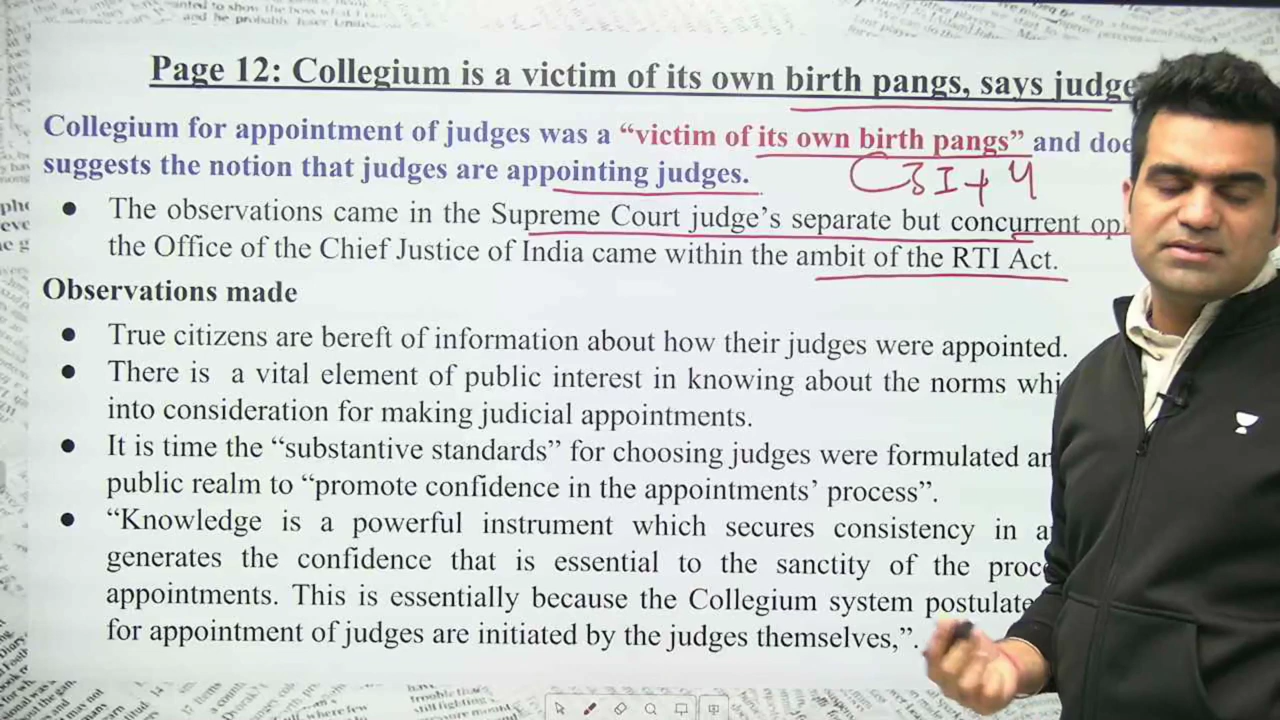 Page 12: Collegium is a victim of its own birth pangs, says judge
Collegium for appointment of judges was a “victim of its own birth pangs” and doe
suggests the notion that judges are appointing judges.
CJI + 4
● The observations came in the Supreme Court judge’s separate but concurrent op
the Office of the Chief Justice of India came within the ambit of the RTI Act.
Observations made
● True citizens are bereft of information about how their judges were appointed.
● There is a vital element of public interest in knowing about the norms whi
into consideration for making judicial appointments.
● It is time the “substantive standards” for choosing judges were formulated an
public realm to “promote confidence in the appointments’ process”.
● “Knowledge is a powerful instrument which secures consistency in a
generates the confidence that is essential to the sanctity of the proce
appointments. This is essentially because the Collegium system postulate
for appointment of judges are initiated by the judges themselves,”.